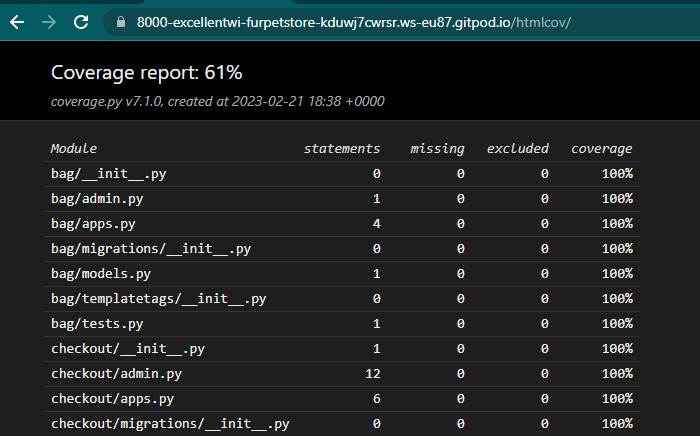 8000-excellentwi-furpetstore-kduwj7cwrsr.ws-eu87.gitpod.io/htmlcov/
Coverage report: 61%
coverage.py v7.1.0, created at 2023-02-21 18:38 +0000
Module statements missing excluded coverage
bag/__init__.py 0 0 0 100%
bag/admin.py 1 0 0 100%
bag/apps.py 4 0 0 100%
bag/migrations/__init__.py 0 0 0 100%
bag/models.py 1 0 0 100%
bag/templatetags/__init__.py 0 0 0 100%
bag/tests.py 1 0 0 100%
checkout/__init__.py 1 0 0 100%
checkout/admin.py 12 0 0 100%
checkout/apps.py 6 0 0 100%
checkout/migrations/__init__.py 0 0 0 100%